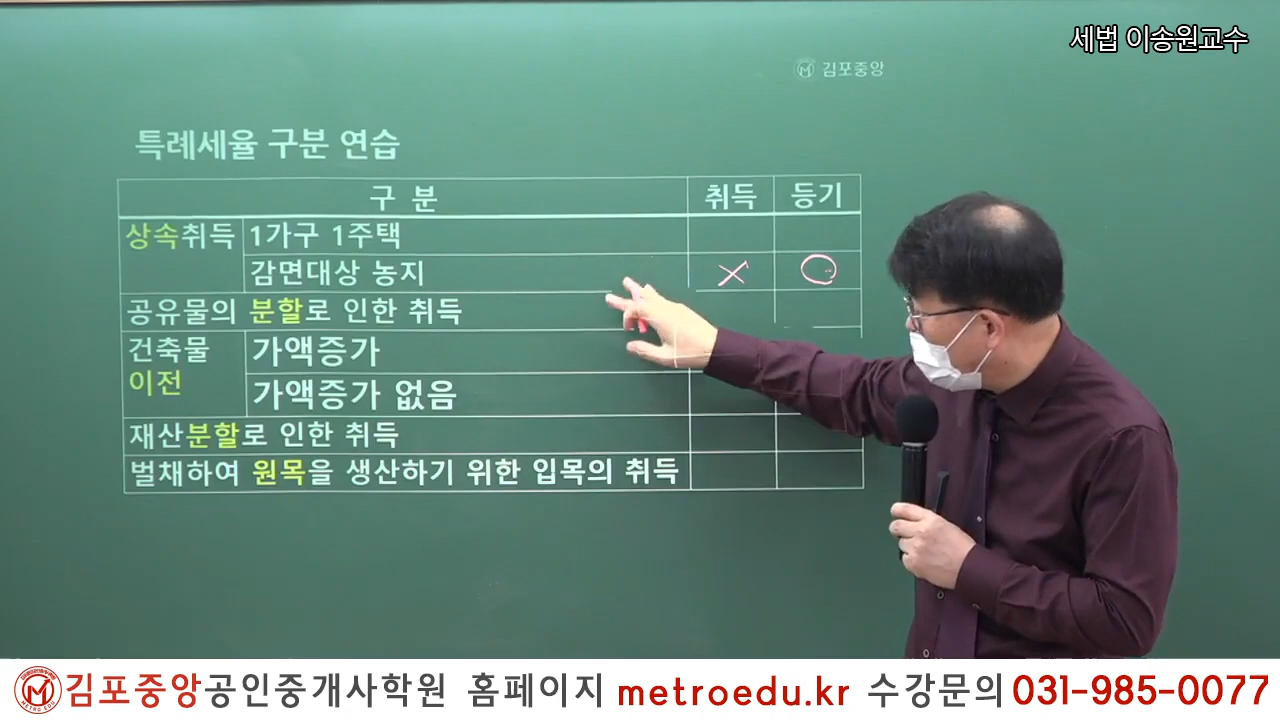 세법 이송원교수
김포중앙
특례세율 구분 연습
구 분 취득 등기
상속취득 1가구 1주택
감면대상 농지 X O
공유물의 분할로 인한 취득
건축물 이전 가액증가
가액증가 없음
재산분할로 인한 취득
벌채하여 원목을 생산하기 위한 입목의 취득
METRO EDU 김포중앙공인중개사학원 홈페이지 metroedu.kr 수강문의 031-985-0077